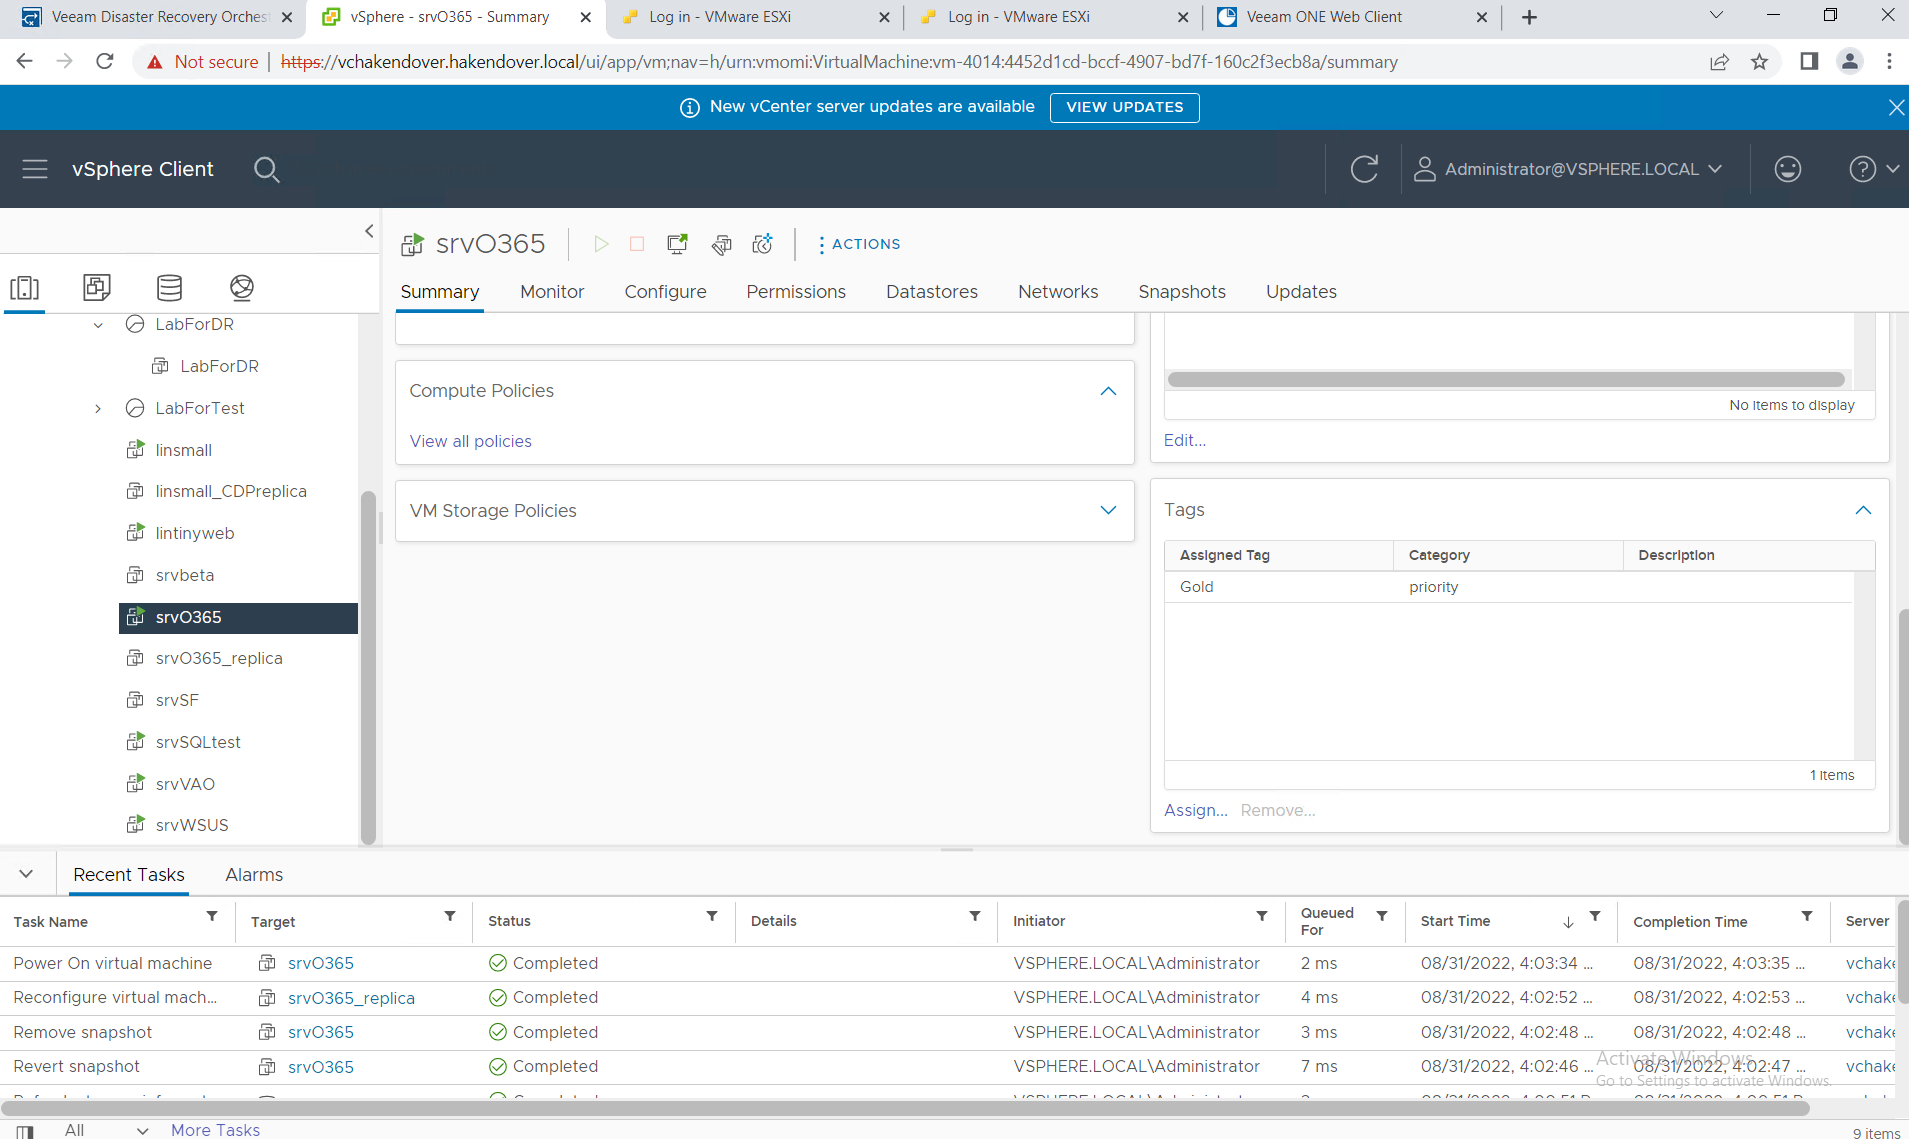 Veeam Disaster Recovery Orches
vSphere - srvO365 - Summary
Log in - VMware ESXi
Log in - VMware ESXi
Veeam ONE Web Client
Not secure | https://vchakendover.hakendover.local/ui/app/vm;nav=h/urn:vmomi:VirtualMachine:vm-4014:4452d1cd-bccf-4907-bd7f-160c2f3ecb8a/summary
New vCenter server updates are available VIEW UPDATES
vSphere Client
Administrator@VSPHERE.LOCAL
srvO365
ACTIONS
Summary Monitor Configure Permissions Datastores Networks Snapshots Updates
LabForDR
LabForDR
LabForTest
linsmall
linsmall_CDPreplica
lintinyweb
srvbeta
srvO365
srvO365_replica
srvSF
srvSQLtest
srvVAO
srvWSUS
Compute Policies
View all policies
VM Storage Policies
No items to display
Edit...
Tags
Assigned Tag Category Description
Gold priority
1 items
Assign... Remove...
Recent Tasks Alarms
Task Name Target Status Details Initiator Queued For Start Time Completion Time Server
Power On virtual machine srvO365 Completed VSPHERE.LOCAL\Administrator 2 ms 08/31/2022, 4:03:34 ... 08/31/2022, 4:03:35 ... vchake
Reconfigure virtual mach... srvO365_replica Completed VSPHERE.LOCAL\Administrator 4 ms 08/31/2022, 4:02:52 ... 08/31/2022, 4:02:53 ... vchake
Remove snapshot srvO365 Completed VSPHERE.LOCAL\Administrator 3 ms 08/31/2022, 4:02:48 ... 08/31/2022, 4:02:48 ... vchake
Revert snapshot srvO365 Completed VSPHERE.LOCAL\Administrator 7 ms 08/31/2022, 4:02:46 ... 08/31/2022, 4:02:47 ... vchake
Activate Windows
Go to Settings to activate Windows.
All More Tasks
9 items